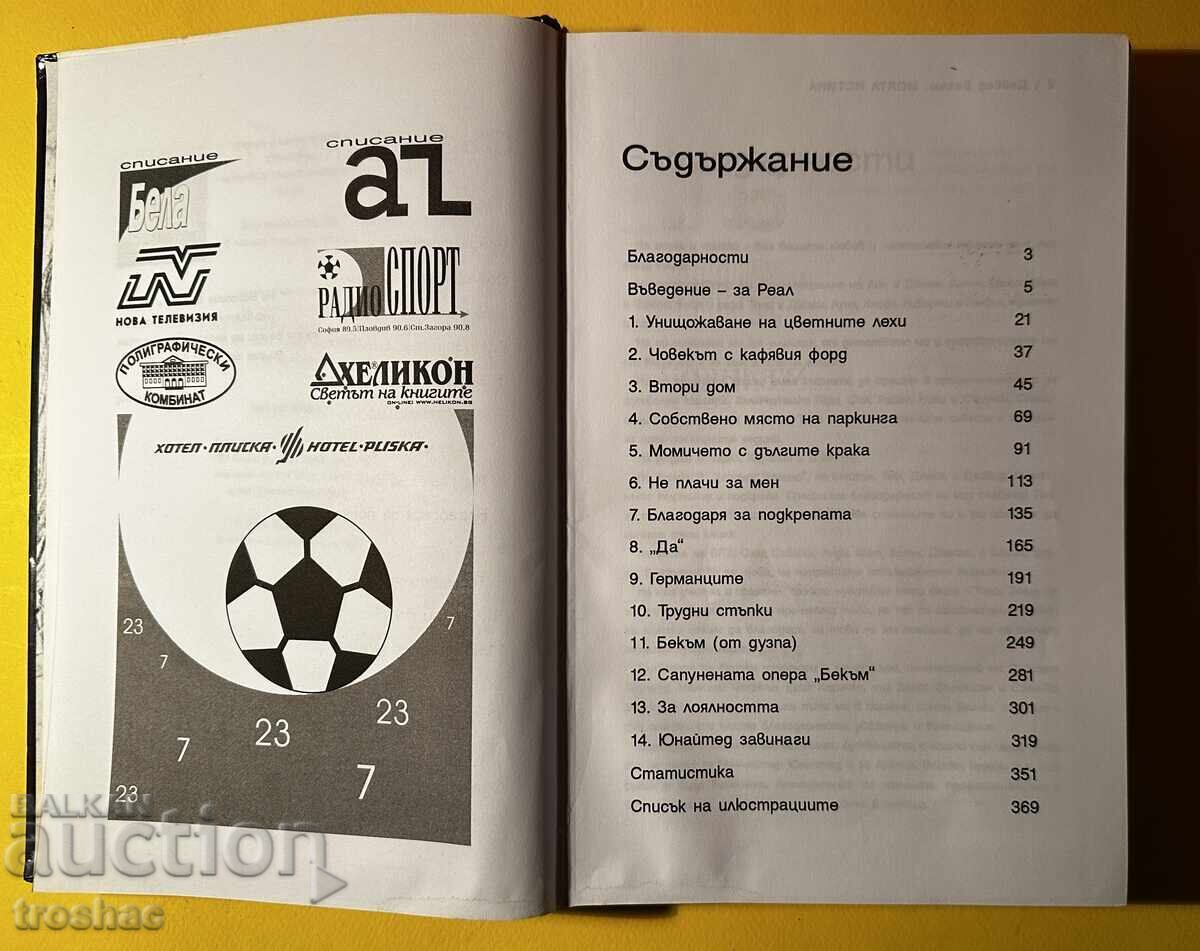 списание
Бела
списание
аz
НОВА ТЕЛЕВИЗИЯ
РАДИО СПОРТ
София 89.5|Пловдив 90.6|Ст.Загора 90.8
ПОЛИГРАФИЧЕСКИ
КОМБИНАТ
ХЕЛИКОН
Светът на книгите
ON-LINE: WWW.HELIKON.BG
ХОТЕЛ·ПЛИСКА· HOTEL·PLISKA·
23
7
7
23
23
7
7
23
Съдържание
Благодарности 3
Въведение – за Реал 5
1. Унищожаване на цветните лехи 21
2. Човекът с кафявия форд 37
3. Втори дом 45
4. Собствено място на паркинга 69
5. Момичето с дългите крака 91
6. Не плачи за мен 113
7. Благодаря за подкрепата 135
8. „Да“ 165
9. Германците 191
10. Трудни стъпки 219
11. Бекъм (от дузпа) 249
12. Сапунената опера „Бекъм“ 281
13. За лоялността 301
14. Юнайтед завинаги 319
Статистика 351
Списък на илюстрациите 369
BALKAN
auction
troshac